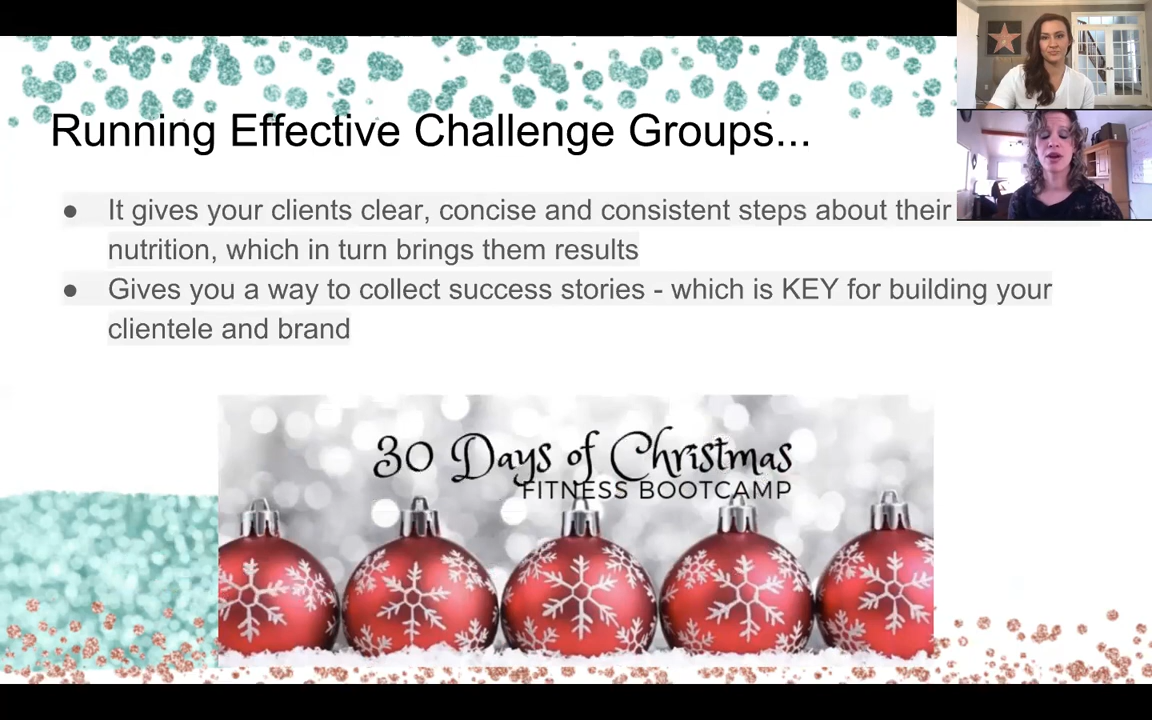 Running Effective Challenge Groups...
● It gives your clients clear, concise and consistent steps about their
nutrition, which in turn brings them results
● Gives you a way to collect success stories - which is KEY for building your
clientele and brand
30 Days of Christmas
FITNESS BOOTCAMP